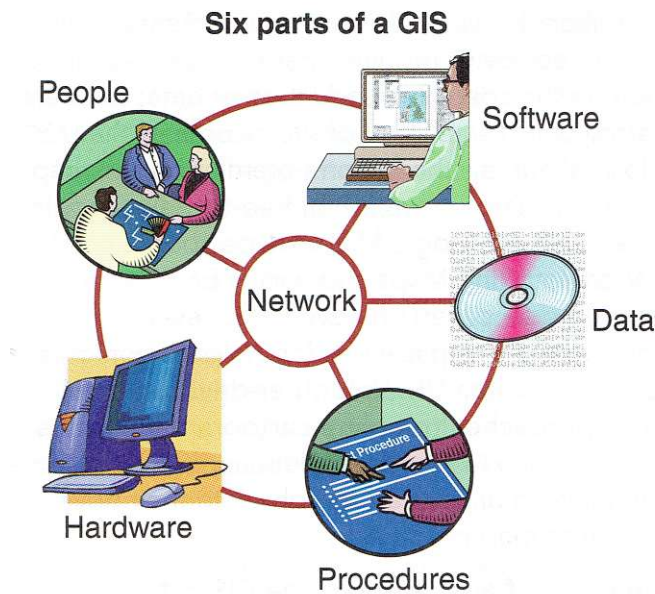 Six parts of a GIS
People
Software
Network
Data
Procedure
Hardware
Procedures